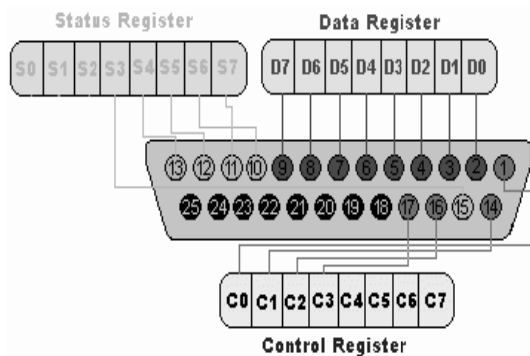 Status Register
Data Register
S0 S1 S2 S3 S4 S5 S6 S7
D7 D6 D5 D4 D3 D2 D1 D0
13 12 11 10 9 8 7 6 5 4 3 2 1
25 24 23 22 21 20 19 18 17 16 15 14
C0 C1 C2 C3 C4 C5 C6 C7
Control Register